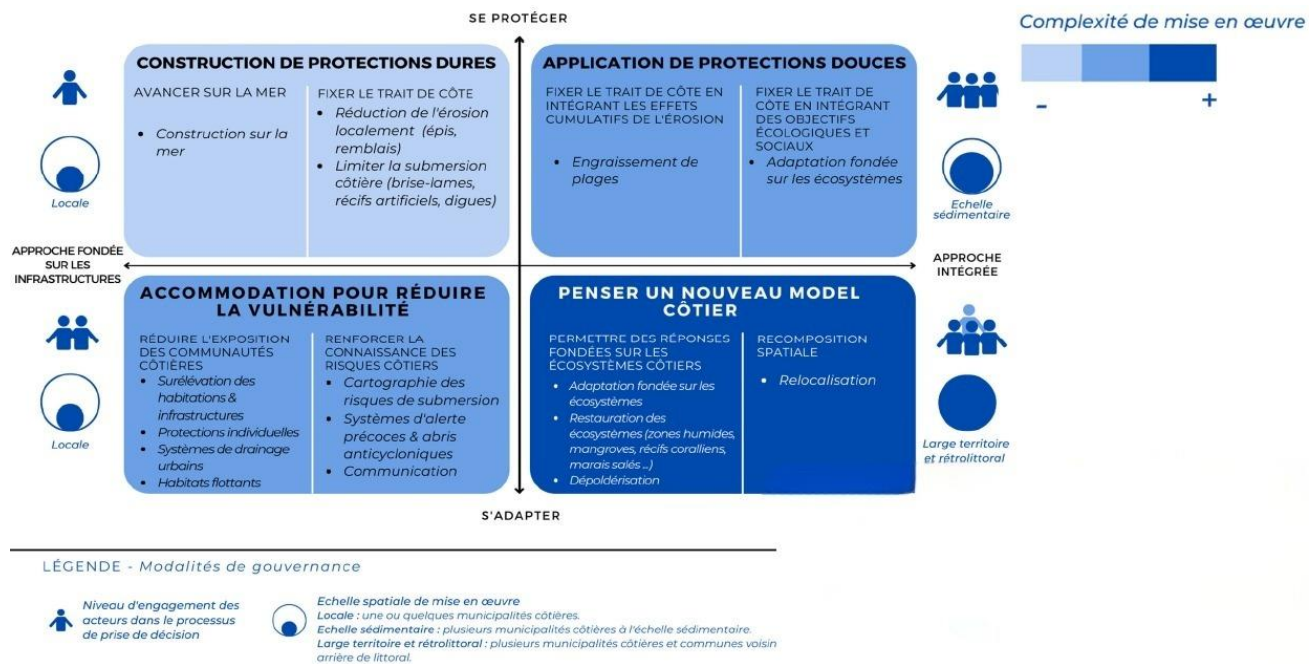 SE PROTÉGER
Complexité de mise en œuvre
-
+
CONSTRUCTION DE PROTECTIONS DURES
AVANCER SUR LA MER
• Construction sur la
mer
FIXER LE TRAIT DE CÔTE
• Réduction de l'érosion
localement (épis,
remblais)
• Limiter la submersion
côtière (brise-lames,
récifs artificiels, digues)
Locale
APPLICATION DE PROTECTIONS DOUCES
FIXER LE TRAIT DE CÔTE EN
INTÉGRANT LES EFFETS
CUMULATIFS DE L'ÉROSION
• Engraissement de
plages
FIXER LE TRAIT DE
CÔTE EN INTÉGRANT
DES OBJECTIFS
ÉCOLOGIQUES ET
SOCIAUX
• Adaptation fondée
sur les écosystèmes
Echelle
sédimentaire
APPROCHE FONDÉE
SUR LES
INFRASTRUCTURES
APPROCHE
INTÉGRÉE
ACCOMMODATION POUR RÉDUIRE
LA VULNÉRABILITÉ
RÉDUIRE L'EXPOSITION
DES COMMUNAUTÉS
CÔTIÈRES
• Surélévation des
habitations &
infrastructures
• Protections individuelles
• Systèmes de drainage
urbains
• Habitats flottants
RENFORCER LA
CONNAISSANCE DES
RISQUES CÔTIERS
• Cartographie des
risques de submersion
• Systèmes d'alerte
précoces & abris
anticycloniques
• Communication
Locale
PENSER UN NOUVEAU MODEL
CÔTIER
PERMETTRE DES RÉPONSES
FONDÉES SUR LES
ÉCOSYSTÈMES CÔTIERS
• Adaptation fondée sur les
écosystèmes
• Restauration des
écosystèmes (zones humides,
mangroves, récifs coralliens,
marais salés ...)
• Dépoldérisation
RECOMPOSITION
SPATIALE
• Relocalisation
Large territoire
et rétrolittoral
S'ADAPTER
LÉGENDE - Modalités de gouvernance
Niveau d'engagement des
acteurs dans le processus
de prise de décision
Echelle spatiale de mise en œuvre
Locale : une ou quelques municipalités côtières.
Echelle sédimentaire : plusieurs municipalités côtières à l'échelle sédimentaire.
Large territoire et rétrolittoral : plusieurs municipalités côtières et communes voisin
arrière de littoral.